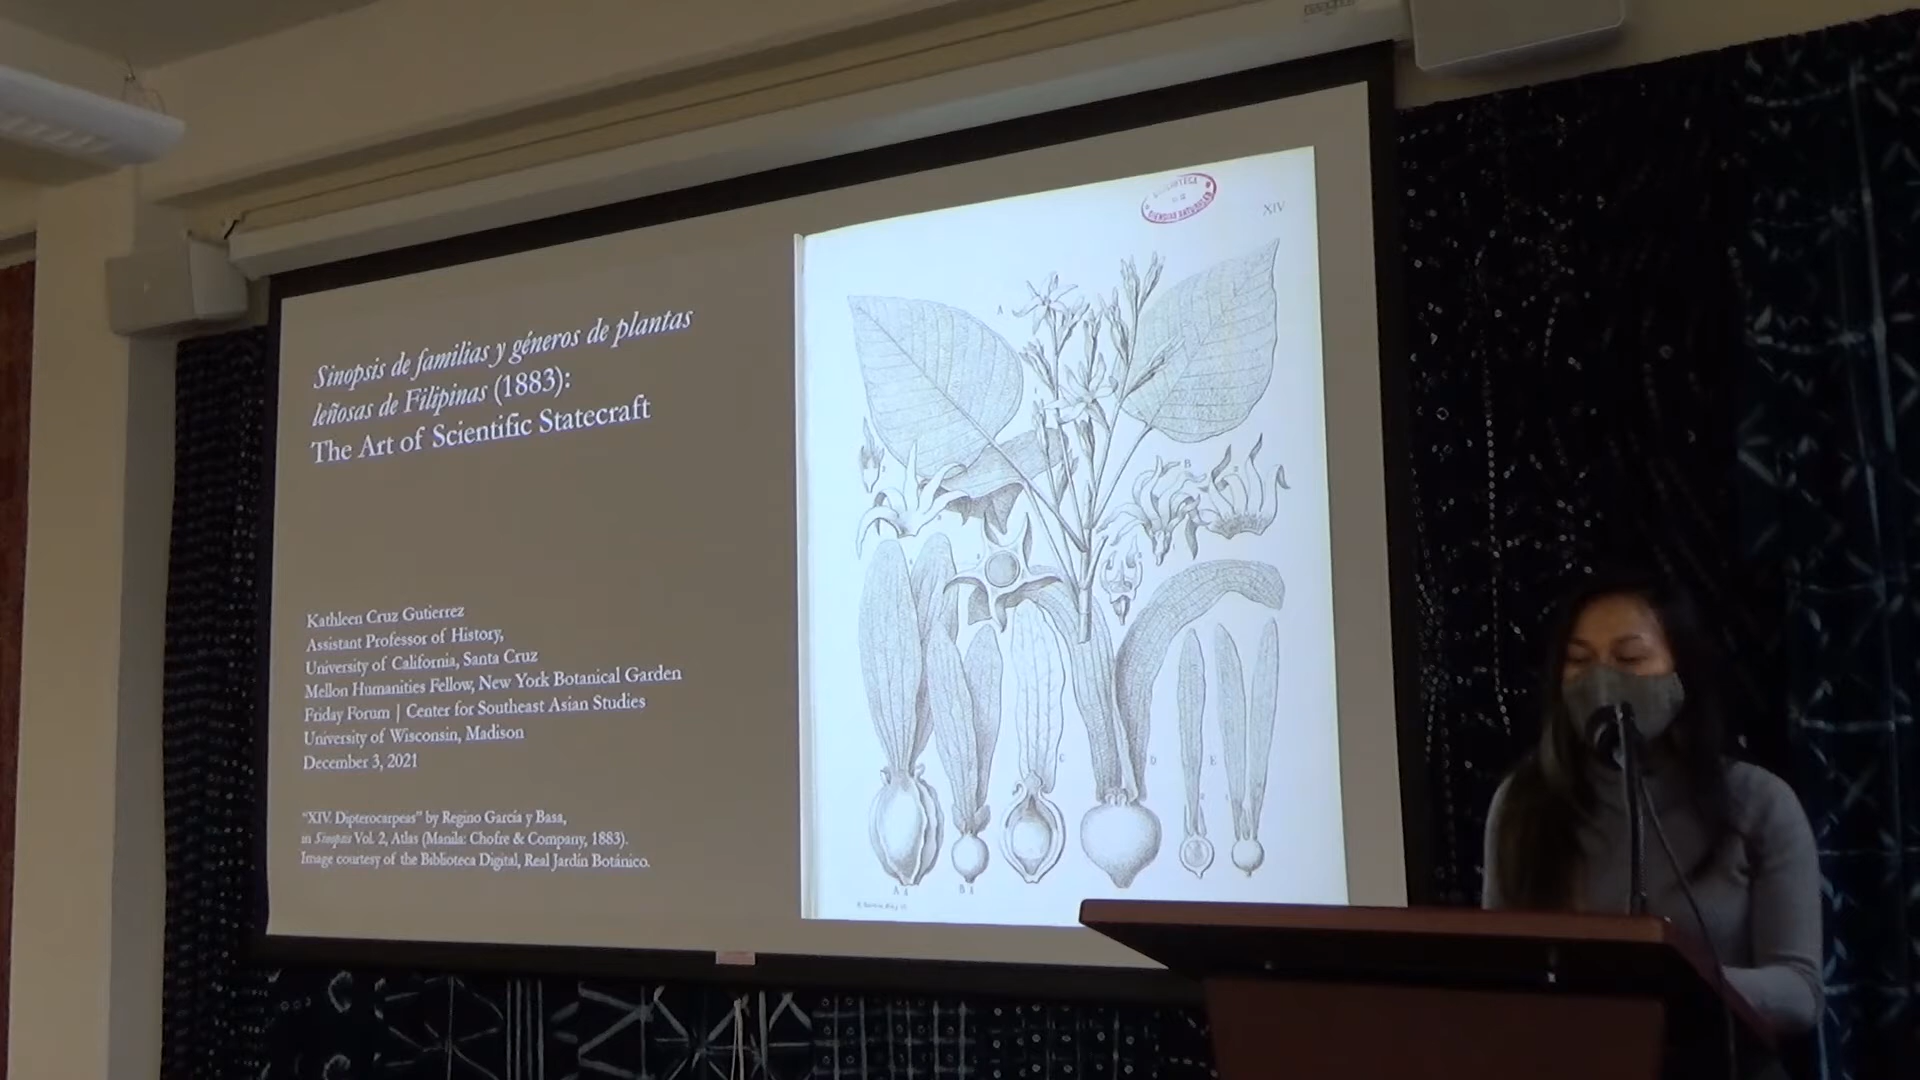 Sinopsis de familias y géneros de plantas
leñosas de Filipinas (1883):
The Art of Scientific Statecraft
Kathleen Cruz Gutierrez
Assistant Professor of History,
University of California, Santa Cruz
Mellon Humanities Fellow, New York Botanical Garden
Friday Forum | Center for Southeast Asian Studies
University of Wisconsin, Madison
December 3, 2021
“XIV. Dipterocarpeas” by Regino García y Basa,
in Sinopsis Vol. 2, Atlas (Manila: Chofre & Company, 1883).
Image courtesy of the Biblioteca Digital, Real Jardín Botánico.
BIBLIOTECA
CIENCIAS NATURALES
XIV
A
B
C
D
E